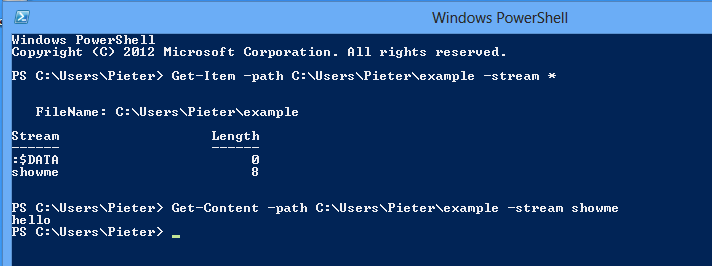 Windows PowerShell
Windows PowerShell
Copyright (C) 2012 Microsoft Corporation. All rights reserved.
PS C:\Users\Pieter> Get-Item -path C:\Users\Pieter\example -stream *
FileName: C:\Users\Pieter\example
Stream Length
------ ------
:$DATA 0
showme 8
PS C:\Users\Pieter> Get-Content -path C:\Users\Pieter\example -stream showme
hello
PS C:\Users\Pieter> _